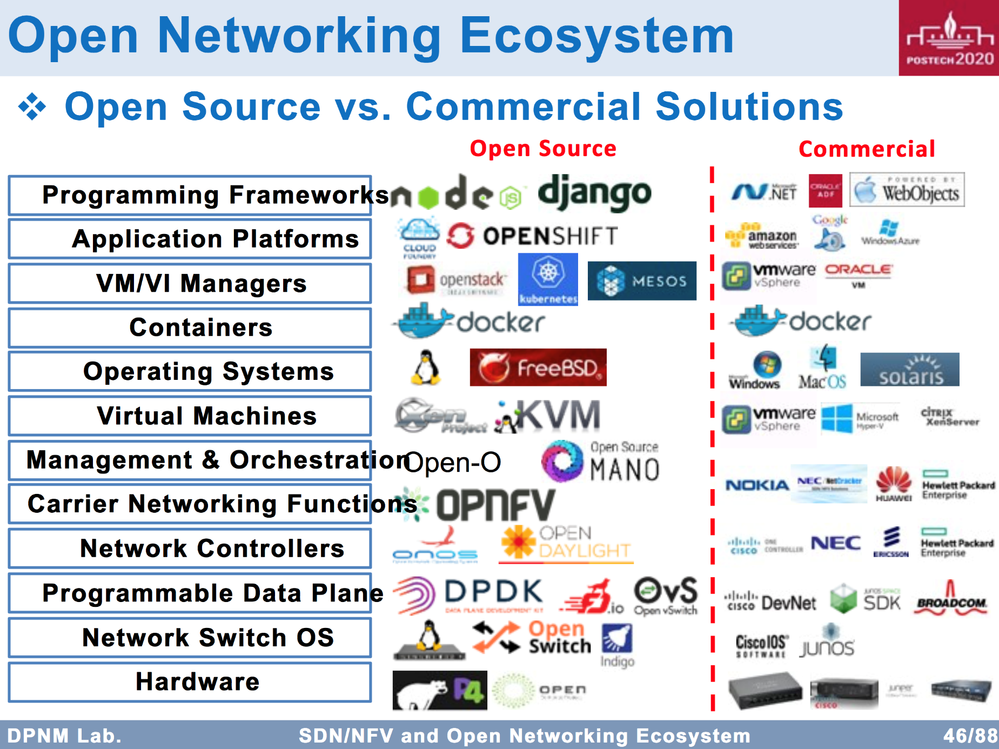 Open Networking Ecosystem
POSTECH 2020
❖ Open Source vs. Commercial Solutions
Open Source
Commercial
Programming Frameworks
node JS
django
Microsoft .NET
ORACLE ADF
POWERED BY WebObjects
Application Platforms
CLOUD FOUNDRY
OPENSHIFT
amazon webservices
Google
Windows Azure
VM/VI Managers
openstack
kubernetes
MESOS
vmware vSphere
ORACLE VM
Containers
docker
docker
Operating Systems
FreeBSD
Microsoft Windows
Mac OS
solaris
Virtual Machines
Xen Project
KVM
vmware vSphere
Microsoft Hyper-V
CITRIX XenServer
Management & Orchestration
Open-O
Open Source MANO
NOKIA
NEC NetCracker
HUAWEI
Hewlett Packard Enterprise
Carrier Networking Functions
OPNFV
Network Controllers
onos
OPEN DAYLIGHT
CISCO ONE CONTROLLER
NEC
ERICSSON
Hewlett Packard Enterprise
Programmable Data Plane
DPDK
DATA PLANE DEVELOPMENT KIT
.io
OvS
Open vSwitch
CISCO DevNet
JUNOS SPACE SDK
BROADCOM
Network Switch OS
Open Switch
Indigo
Cisco IOS SOFTWARE
JUNOS
Hardware
P4
OPEN
CISCO
Juniper
DPNM Lab.
SDN/NFV and Open Networking Ecosystem
46/88